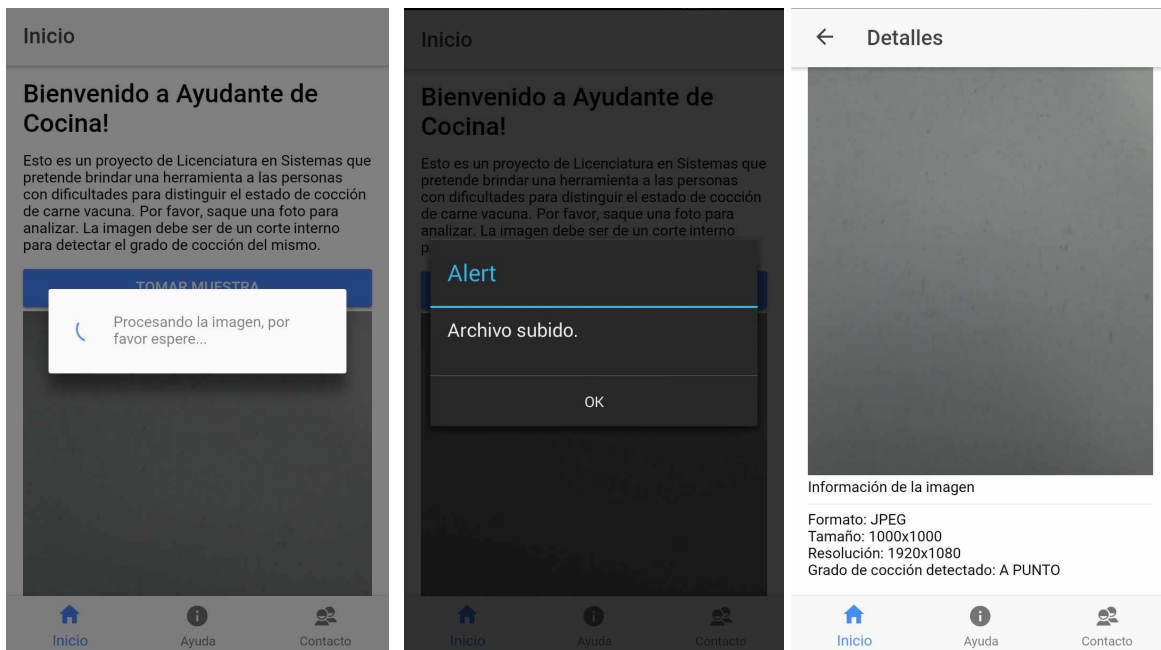 Inicio
Bienvenido a Ayudante de
Cocina!
Esto es un proyecto de Licenciatura en Sistemas que
pretende brindar una herramienta a las personas
con dificultades para distinguir el estado de cocción
de carne vacuna. Por favor, saque una foto para
analizar. La imagen debe ser de un corte interno
para detectar el grado de cocción del mismo.
TOMAR MUESTRA
Procesando la imagen, por
favor espere...
Inicio
Ayuda
Contacto
Inicio
Bienvenido a Ayudante de
Cocina!
Esto es un proyecto de Licenciatura en Sistemas que
pretende brindar una herramienta a las personas
con dificultades para distinguir el estado de cocción
de carne vacuna. Por favor, saque una foto para
analizar. La imagen debe ser de un corte interno
p
Alert
Archivo subido.
OK
Inicio
Ayuda
Contacto
Detalles
Información de la imagen
Formato: JPEG
Tamaño: 1000x1000
Resolución: 1920x1080
Grado de cocción detectado: A PUNTO
Inicio
Ayuda
Contacto